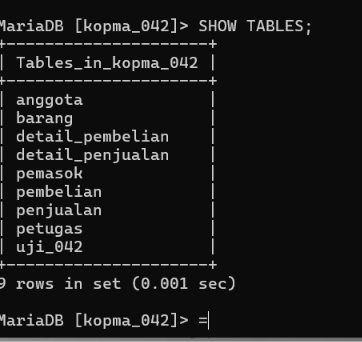 MariaDB [kopma_042]> SHOW TABLES;
+---------------------+
| Tables_in_kopma_042 |
+---------------------+
| anggota             |
| barang              |
| detail_pembelian    |
| detail_penjualan    |
| pemasok             |
| pembelian           |
| penjualan           |
| petugas             |
| uji_042             |
+---------------------+
9 rows in set (0.001 sec)
MariaDB [kopma_042]> =